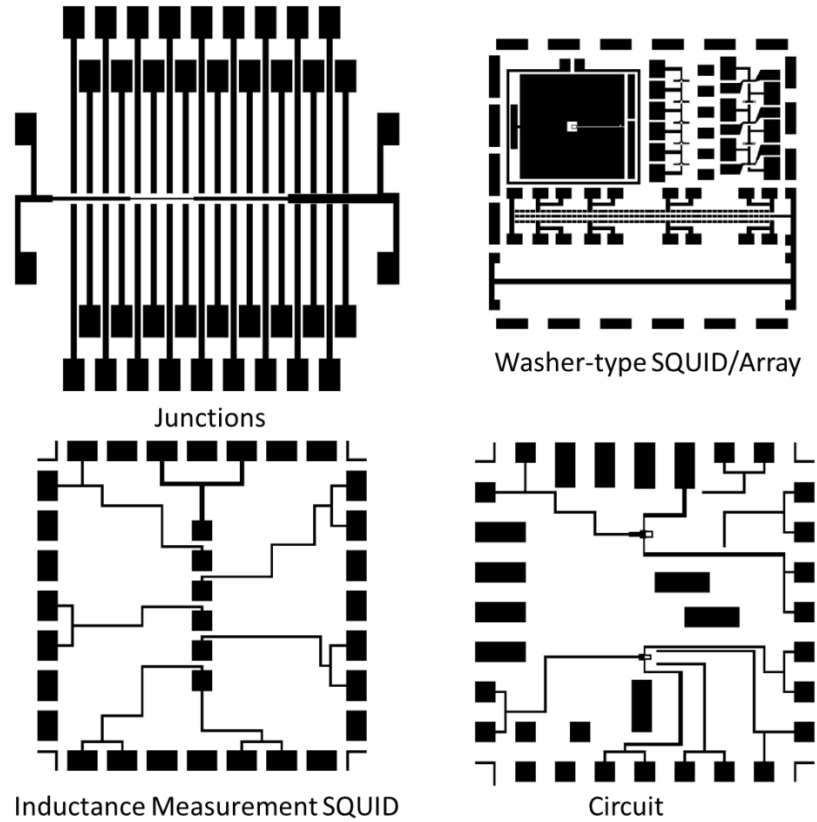 Junctions
Washer-type SQUID/Array
Inductance Measurement SQUID
Circuit